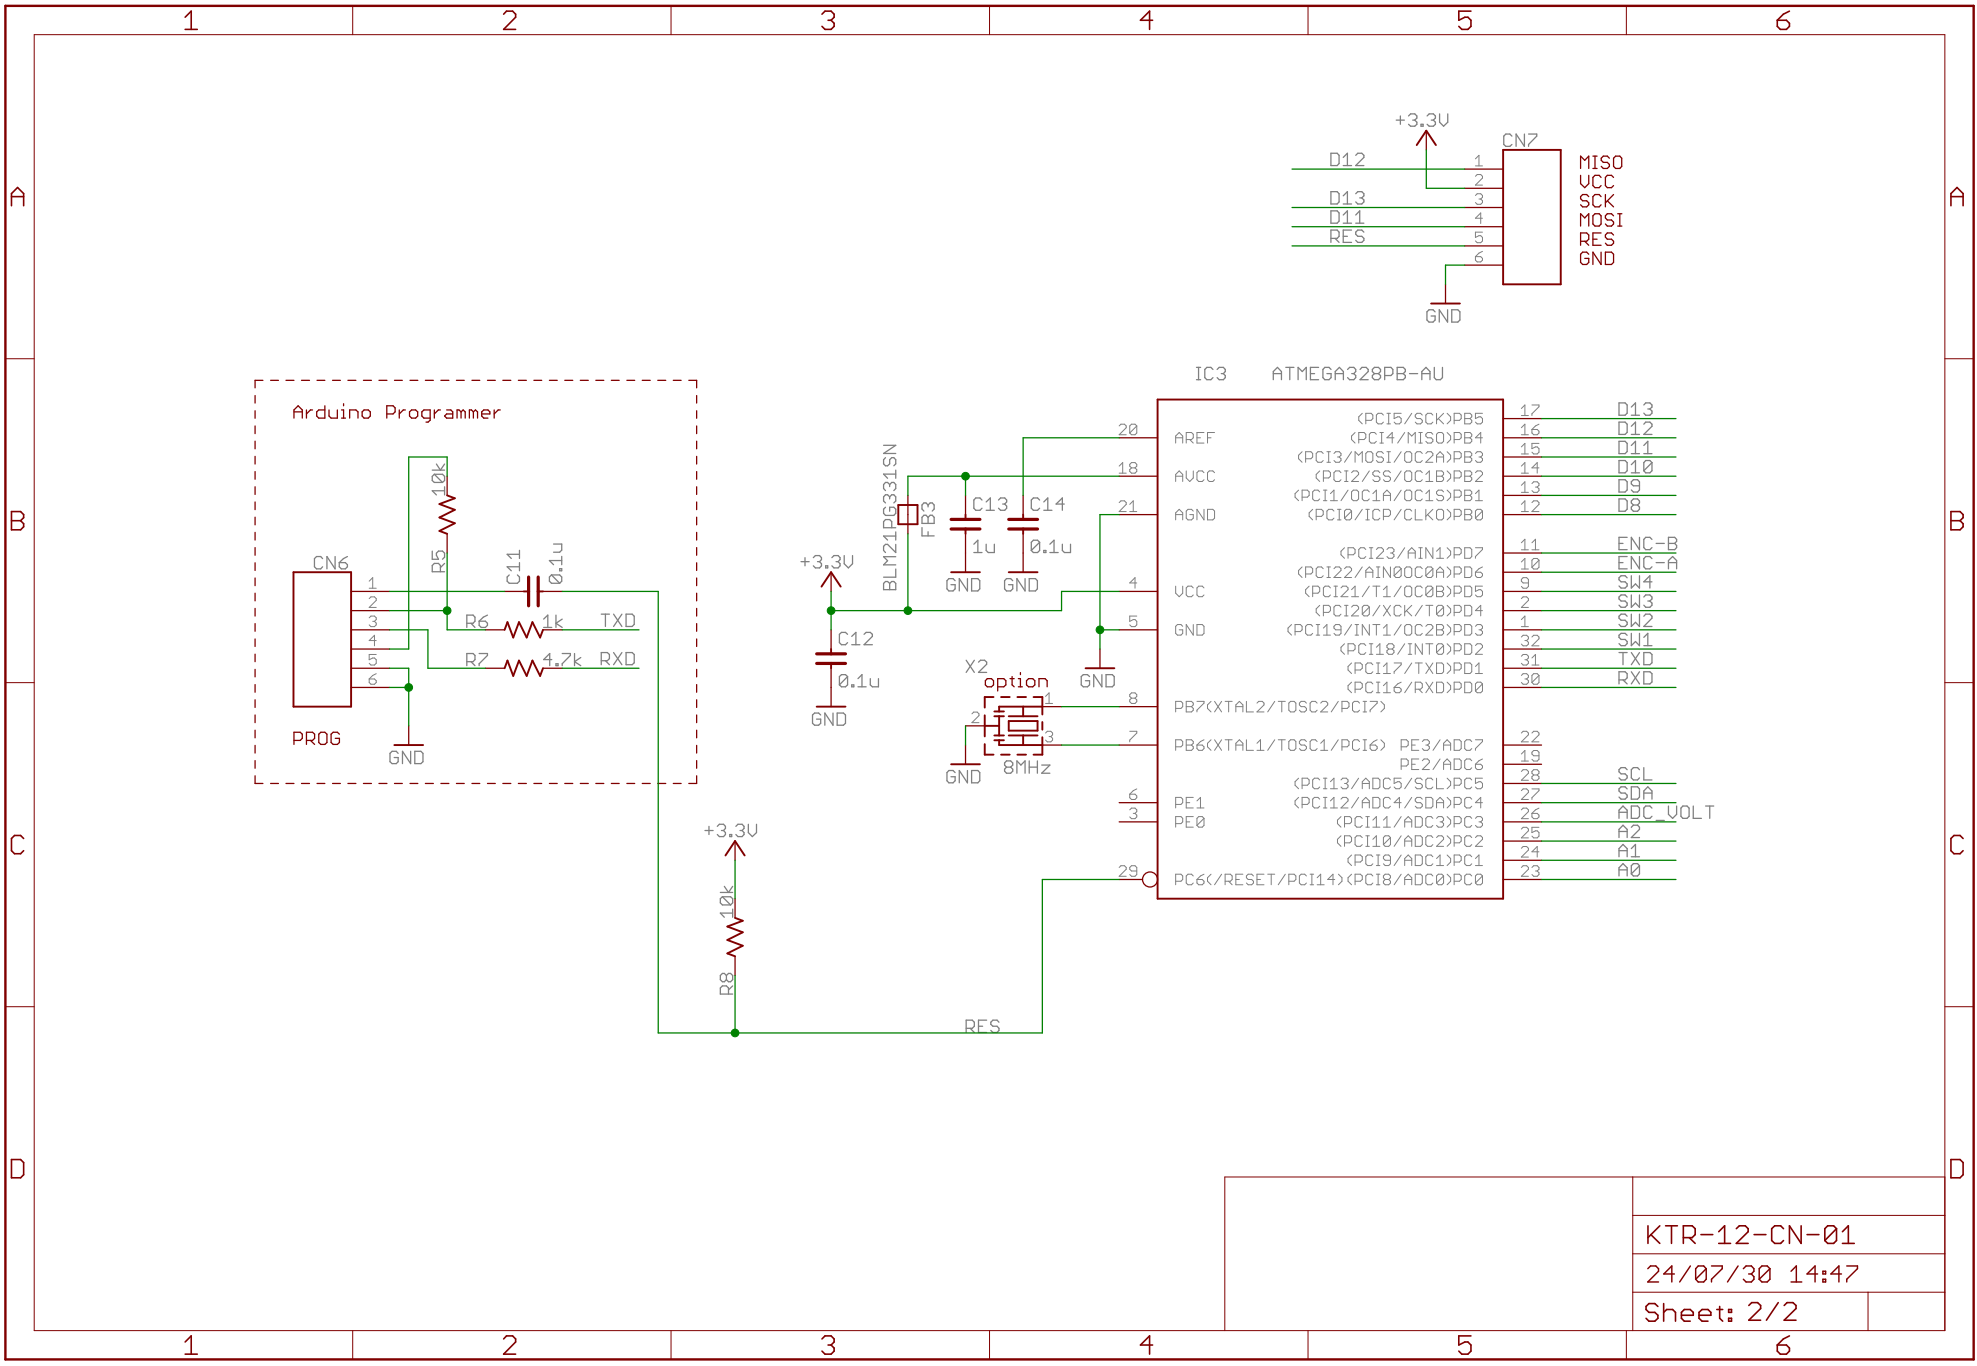 1 2 3 4 5 6
A A
B B
C C
D D
+3.3V
CN7
D12 1 MISO
2 VCC
D13 3 SCK
D11 4 MOSI
RES 5 RES
6 GND
GND
Arduino Programmer
10k
R5
CN6
1
2
3
4
5
6
C11
0.1u
R6 1k TXD
R7 4.7k RXD
PROG
GND
+3.3V
10k
R8
RES
+3.3V
C12
0.1u
GND
BLM21PG331SN
FB3
C13
1u
GND
C14
0.1u
GND
GND
X2
option
1
2
3
8MHz
GND
IC3 ATMEGA328PB-AU
20 AREF
18 AVCC
21 AGND
4 VCC
5 GND
8 PB7(XTAL2/TOSC2/PCI7)
7 PB6(XTAL1/TOSC1/PCI6)
6 PE1
3 PE0
29 PC6(/RESET/PCI14)
(PCI5/SCK)PB5 17 D13
(PCI4/MISO)PB4 16 D12
(PCI3/MOSI/OC2A)PB3 15 D11
(PCI2/SS/OC1B)PB2 14 D10
(PCI1/OC1A/OC1S)PB1 13 D9
(PCI0/ICP/CLKO)PB0 12 D8
(PCI23/AIN1)PD7 11 ENC-B
(PCI22/AIN0OC0A)PD6 10 ENC-A
(PCI21/T1/OC0B)PD5 9 SW4
(PCI20/XCK/T0)PD4 2 SW3
(PCI19/INT1/OC2B)PD3 1 SW2
(PCI18/INT0)PD2 32 SW1
(PCI17/TXD)PD1 31 TXD
(PCI16/RXD)PD0 30 RXD
PE3/ADC7 22
PE2/ADC6 19
(PCI13/ADC5/SCL)PC5 28 SCL
(PCI12/ADC4/SDA)PC4 27 SDA
(PCI11/ADC3)PC3 26 ADC_VOLT
(PCI10/ADC2)PC2 25 A2
(PCI9/ADC1)PC1 24 A1
(PCI8/ADC0)PC0 23 A0
KTR-12-CN-01
24/07/30 14:47
Sheet: 2/2
1 2 3 4 5 6